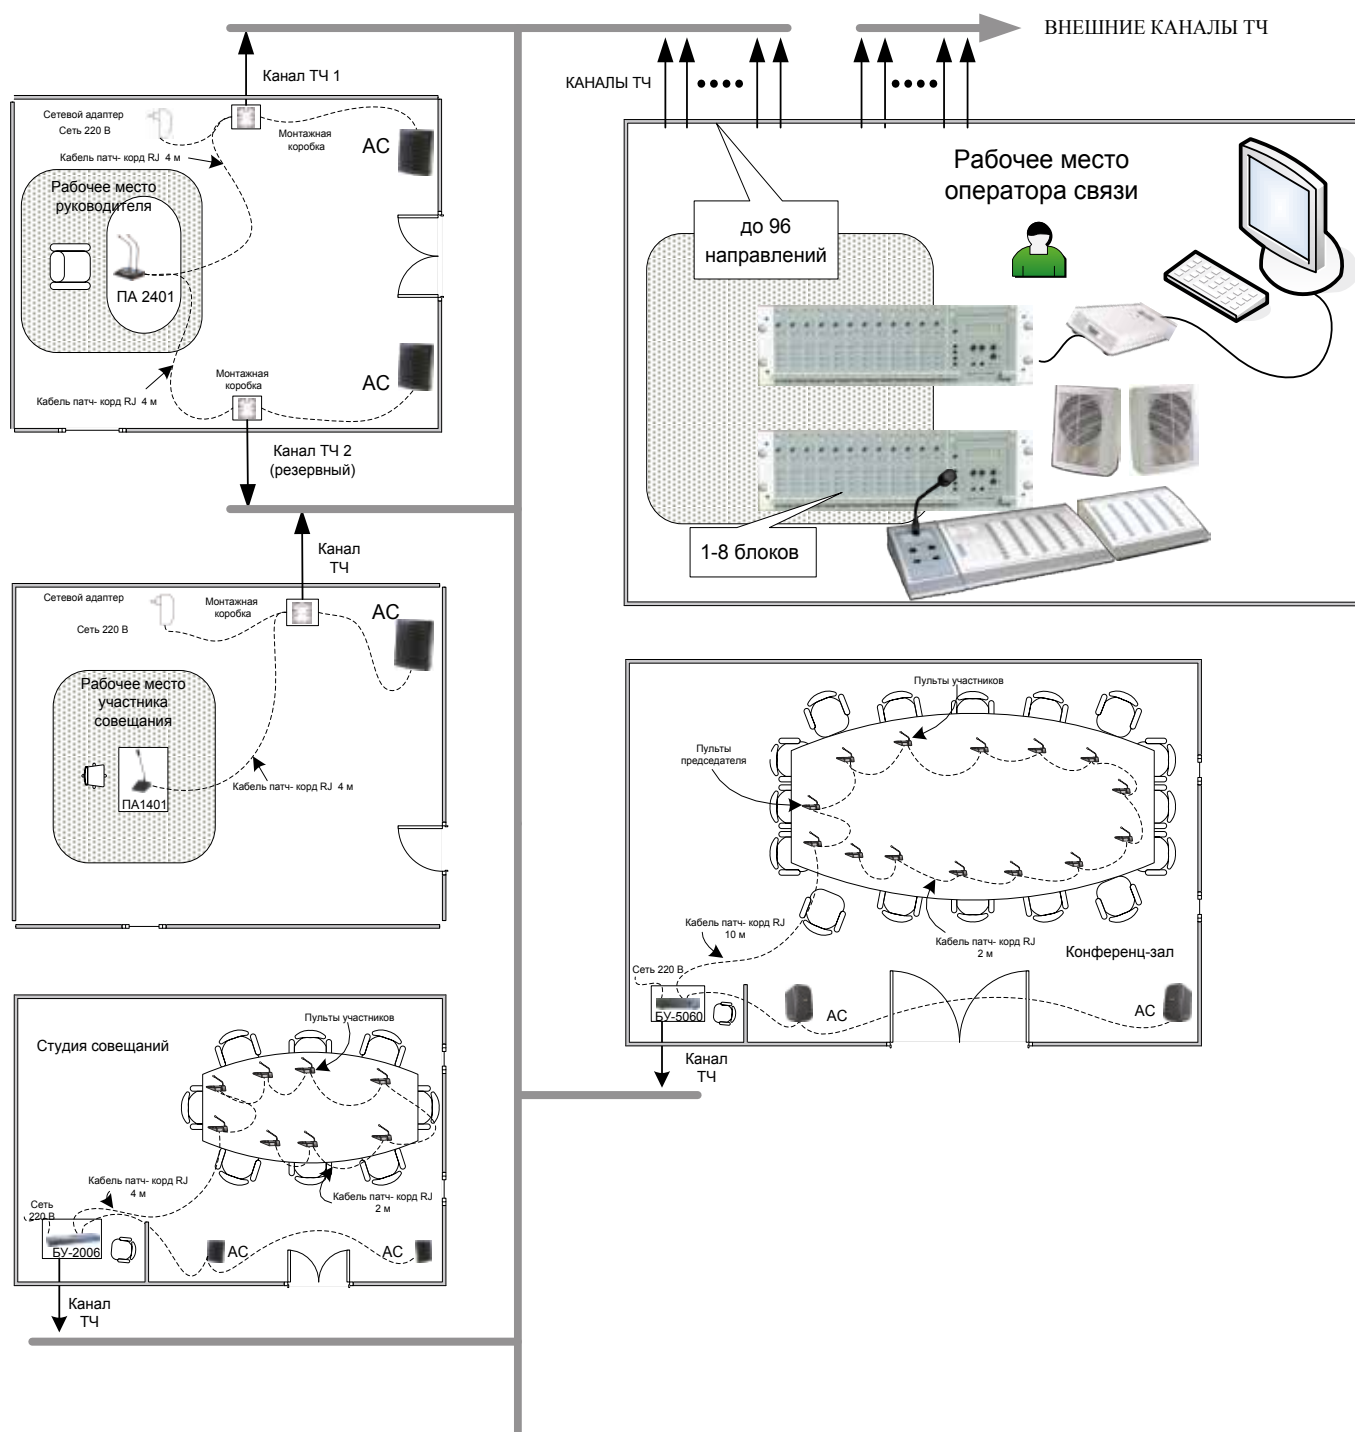 ВНЕШНИЕ КАНАЛЫ ТЧ
КАНАЛЫ ТЧ
Канал ТЧ 1
Сетевой адаптер
Сеть 220 В
Монтажная
коробка
АС
Кабель патч- корд RJ 4 м
Рабочее место
руководителя
ПА 2401
АС
Монтажная
коробка
Кабель патч- корд RJ 4 м
Канал ТЧ 2
(резервный)
Рабочее место
оператора связи
до 96
направлений
1-8 блоков
Канал
ТЧ
Сетевой адаптер
Монтажная
коробка
АС
Сеть 220 В
Рабочее место
участника
совещания
Кабель патч- корд RJ 4 м
ПА1401
Пульты участников
Пульты
председателя
Кабель патч- корд RJ
10 м
Кабель патч- корд RJ
2 м
Конференц-зал
Сеть 220 В
БУ-5060
АС
АС
Канал
ТЧ
Пульты участников
Студия совещаний
Кабель патч- корд RJ
4 м
Кабель патч- корд RJ
2 м
Сеть
220 В
БУ-2006
АС
АС
Канал
ТЧ